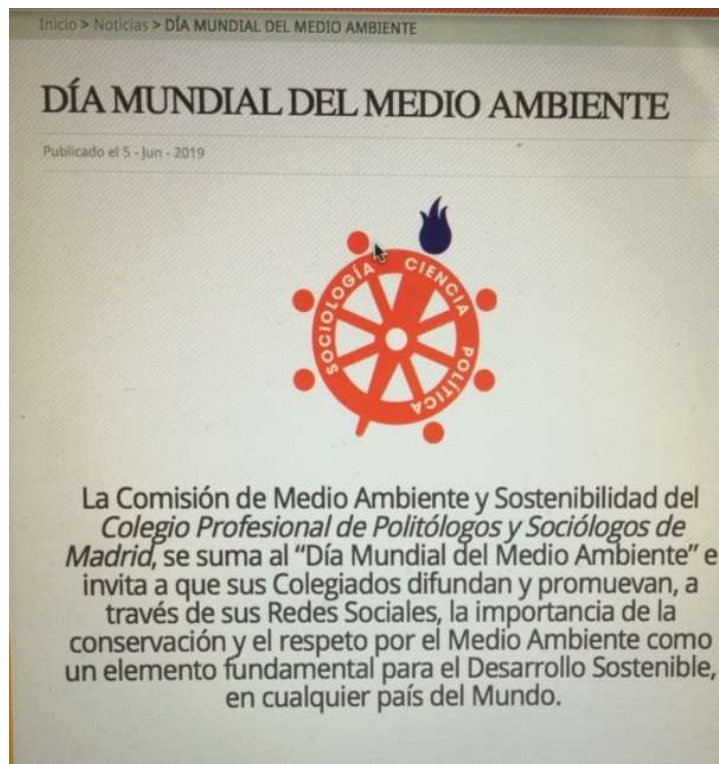 Inicio > Noticias > DÍA MUNDIAL DEL MEDIO AMBIENTE
DÍA MUNDIAL DEL MEDIO AMBIENTE
Publicado el 5 - Jun - 2019
SOCIOLOGÍA CIENCIA POLÍTICA
La Comisión de Medio Ambiente y Sostenibilidad del
Colegio Profesional de Politólogos y Sociólogos de
Madrid, se suma al “Día Mundial del Medio Ambiente” e
invita a que sus Colegiados difundan y promuevan, a
través de sus Redes Sociales, la importancia de la
conservación y el respeto por el Medio Ambiente como
un elemento fundamental para el Desarrollo Sostenible,
en cualquier país del Mundo.